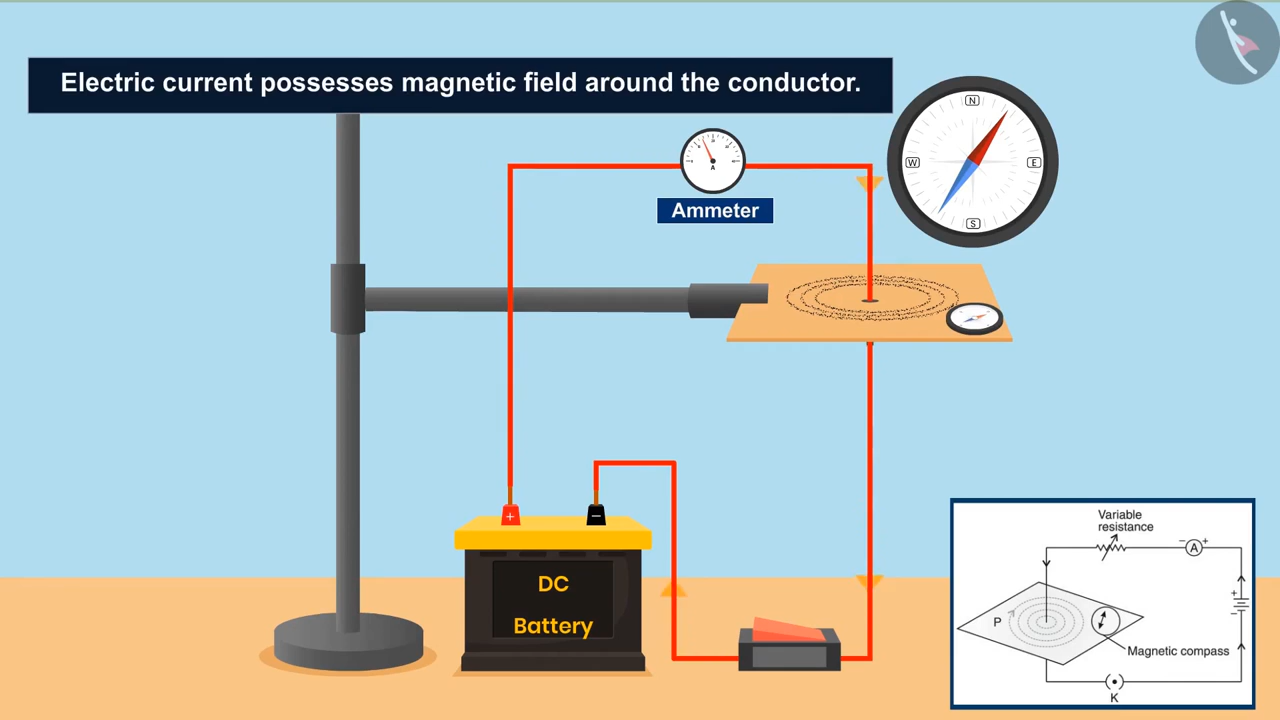 Electric current possesses magnetic field around the conductor.
N
W
E
S
A
Ammeter
+
−
DC
Battery
Variable
resistance
− A +
+
−
P
Magnetic compass
K